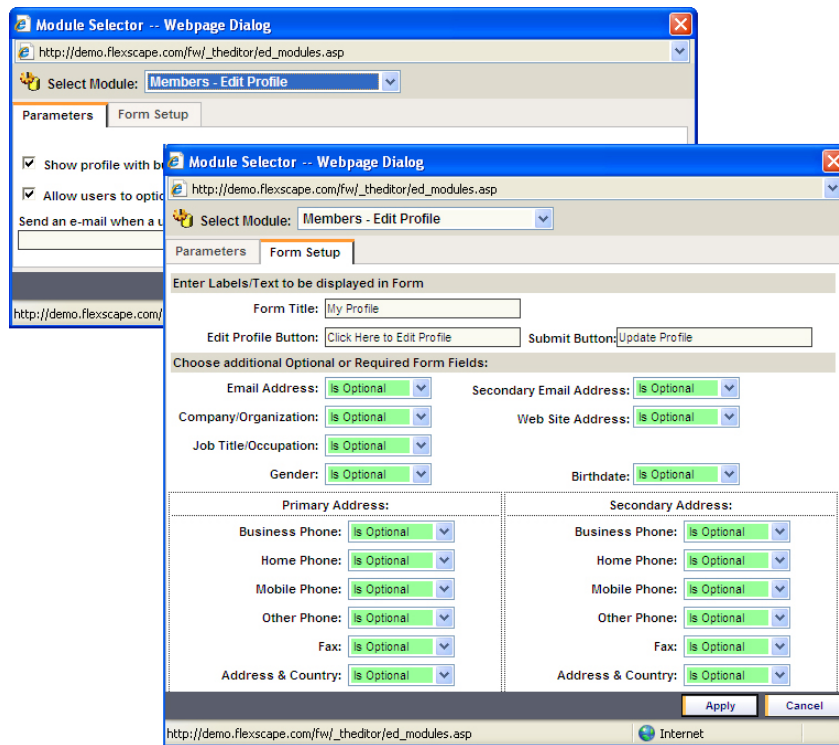 Module Selector -- Webpage Dialog
http://demo.flexscape.com/fw/_theditor/ed_modules.asp
Select Module: Members - Edit Profile
Parameters Form Setup
Show profile with
Allow users to
Send an e-mail when a
http://demo.flexscape.com/
Module Selector -- Webpage Dialog
http://demo.flexscape.com/fw/_theditor/ed_modules.asp
Select Module: Members - Edit Profile
Parameters Form Setup
Enter Labels/Text to be displayed in Form
Form Title: My Profile
Edit Profile Button: Click Here to Edit Profile Submit Button: Update Profile
Choose additional Optional or Required Form Fields:
Email Address: Is Optional Secondary Email Address: Is Optional
Company/Organization: Is Optional Web Site Address: Is Optional
Job Title/Occupation: Is Optional
Gender: Is Optional Birthdate: Is Optional
Primary Address: Secondary Address:
Business Phone: Is Optional Business Phone: Is Optional
Home Phone: Is Optional Home Phone: Is Optional
Mobile Phone: Is Optional Mobile Phone: Is Optional
Other Phone: Is Optional Other Phone: Is Optional
Fax: Is Optional Fax: Is Optional
Address & Country: Is Optional Address & Country: Is Optional
Apply Cancel
http://demo.flexscape.com/fw/_theditor/ed_modules.asp Internet